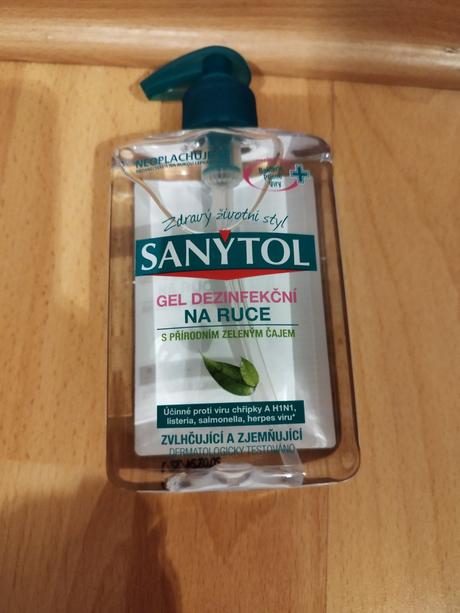 NEOPLACHUJE
Zdravý životní styl
SANYTOL
GEL DEZINFEKČNÍ
NA RUCE
S PŘÍRODNÍM ZELENÝM ČAJEM
Účinné proti viru chřipky A H1N1,
listeria, salmonella, herpes viru*
ZVLHČUJÍCÍ A ZJEMŇUJÍCÍ
DERMATOLOGICKY TESTOVÁNO